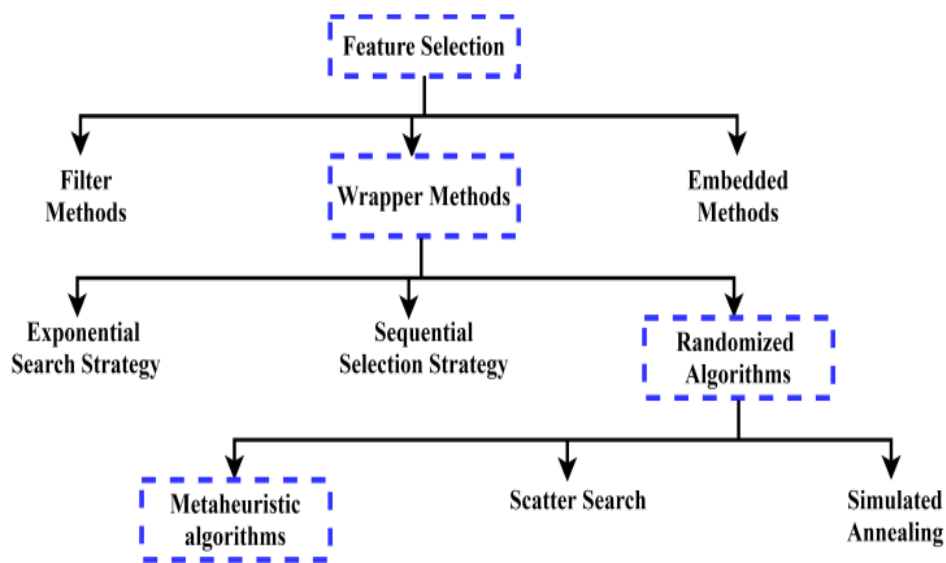 Feature Selection
Filter
Methods
Wrapper Methods
Embedded
Methods
Exponential
Search Strategy
Sequential
Selection Strategy
Randomized
Algorithms
Metaheuristic
algorithms
Scatter Search
Simulated
Annealing